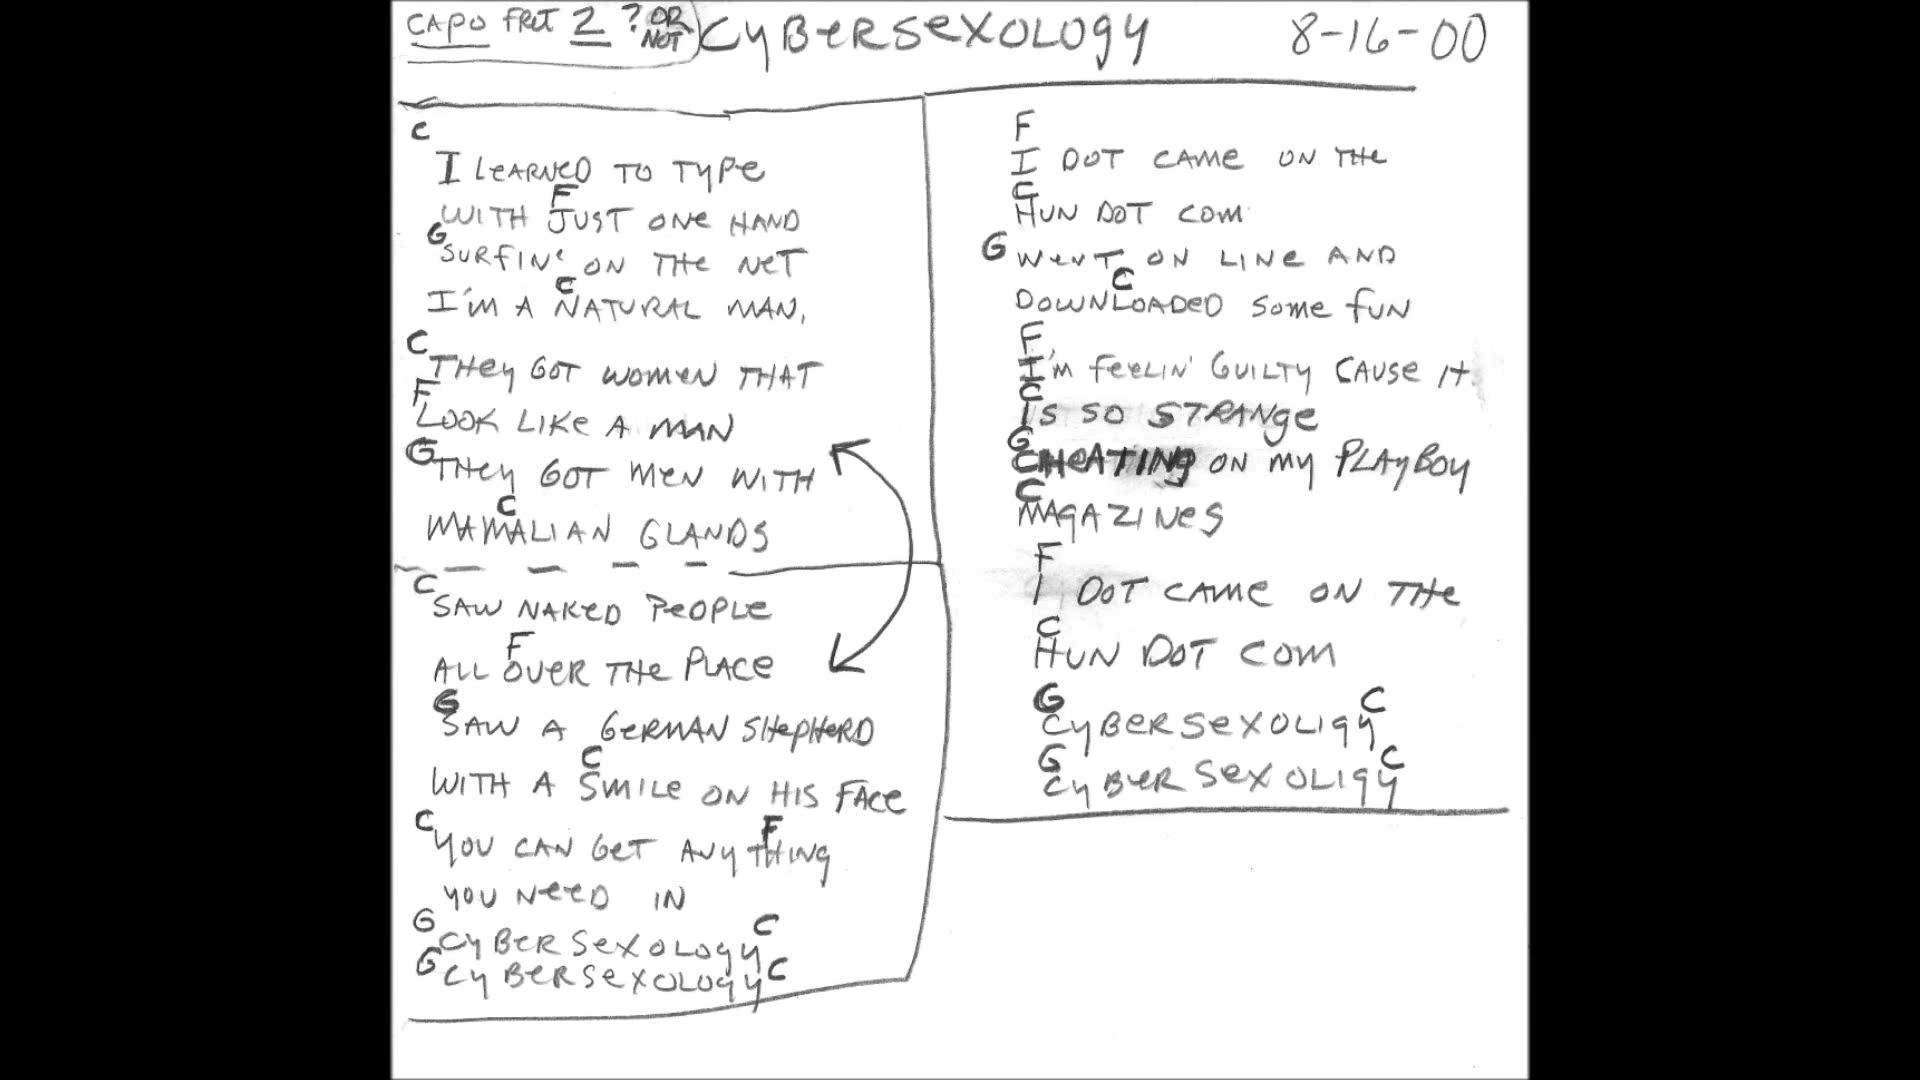 CAPO FRET 2 ? OR NOT CYBERSEXOLOGY 8-16-00
C
I LEARNED TO TYPE
F
WITH JUST ONE HAND
G
SURFIN' ON THE NET
C
I'M A NATURAL MAN,
C
THEY GOT WOMEN THAT
F
LOOK LIKE A MAN
G
THEY GOT MEN WITH
C
MAMALIAN GLANDS
C
SAW NAKED PEOPLE
F
ALL OVER THE PLACE
G
SAW A GERMAN SHEPHERD
C
WITH A SMILE ON HIS FACE
C F
YOU CAN GET ANYTHING
YOU NEED IN
G C
CYBERSEXOLOGY
G C
CYBERSEXOLOGY
F
I DOT CAME ON THE
C
HUN DOT COM
G
WENT ON LINE AND
C
DOWNLOADED SOME FUN
F
I'M FEELIN' GUILTY CAUSE IT
C
IS SO STRANGE
G
CHEATING ON MY PLAYBOY
C
MAGAZINES
F
I DOT CAME ON THE
C
HUN DOT COM
G C
CYBERSEXOLIGY
G C
CYBERSEXOLIGY